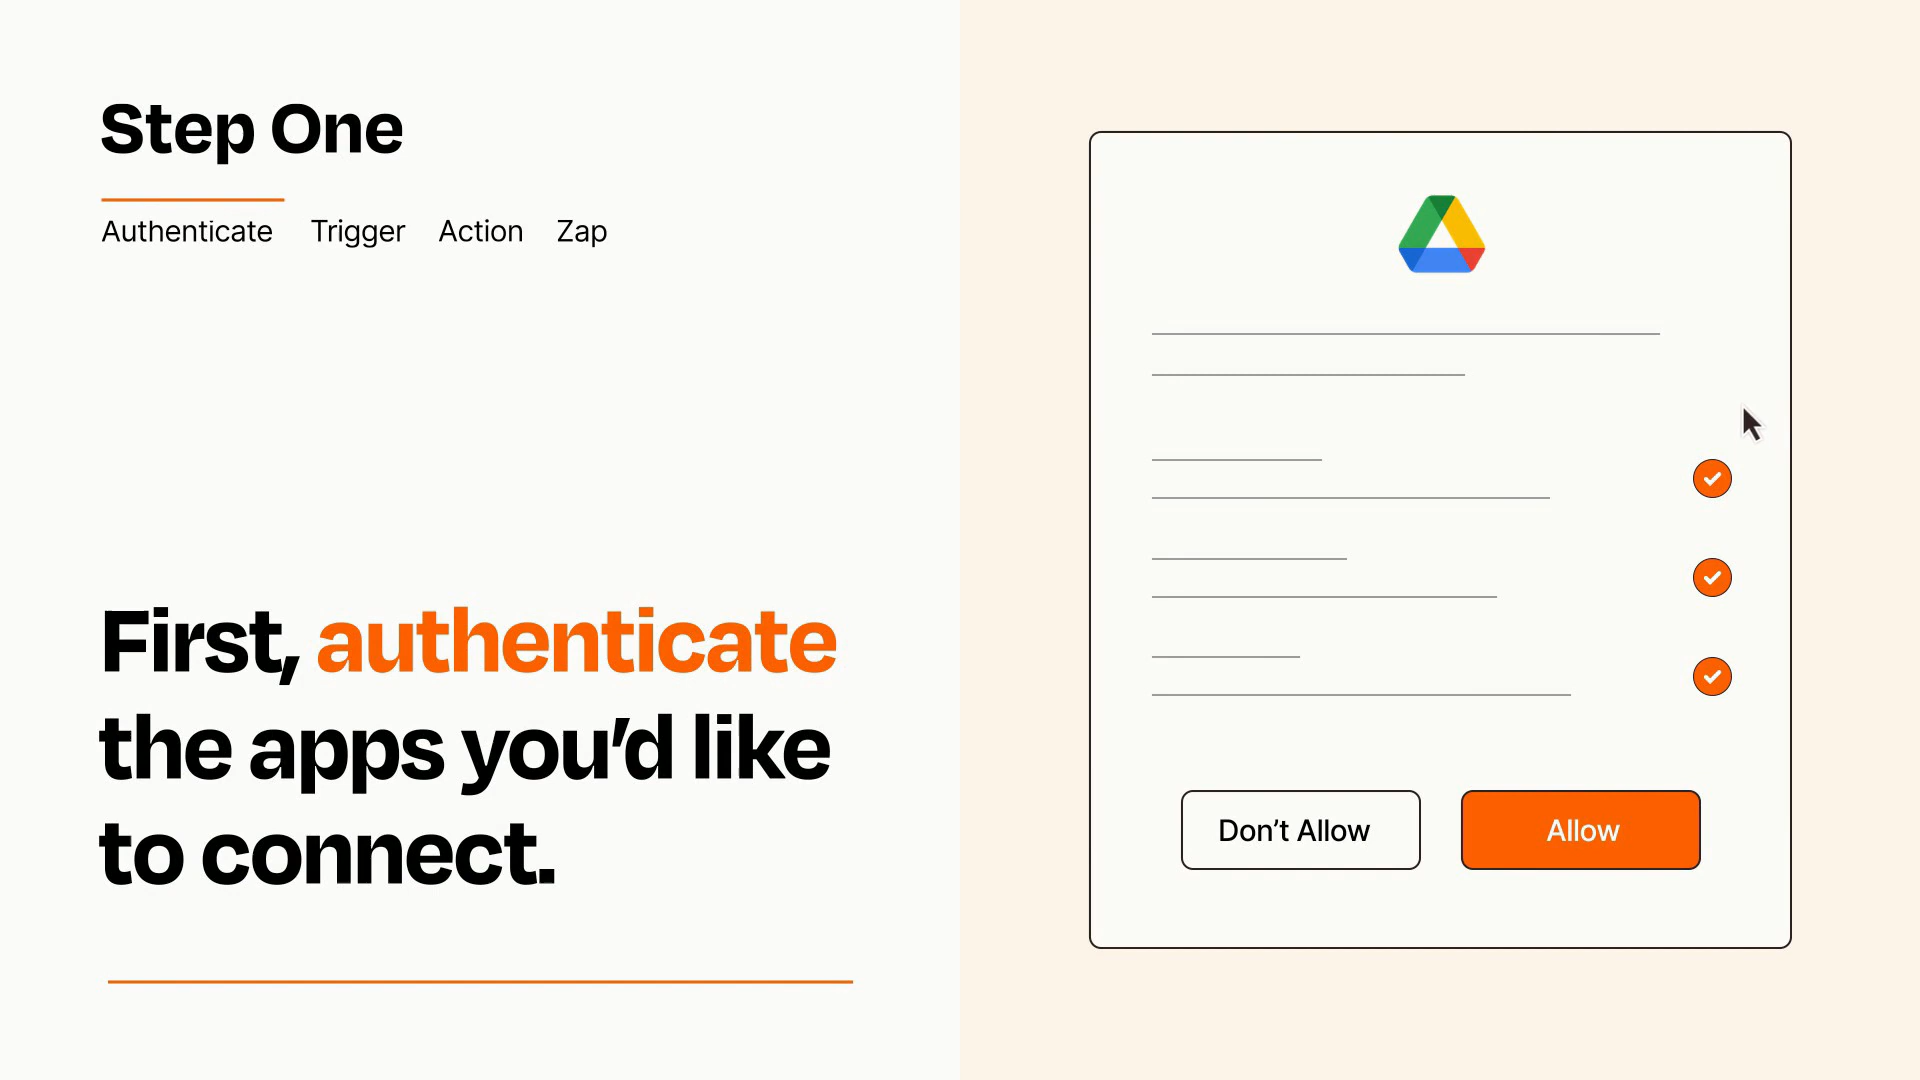 Step One
Authenticate Trigger Action Zap
First, authenticate
the apps you’d like
to connect.
Don’t Allow
Allow